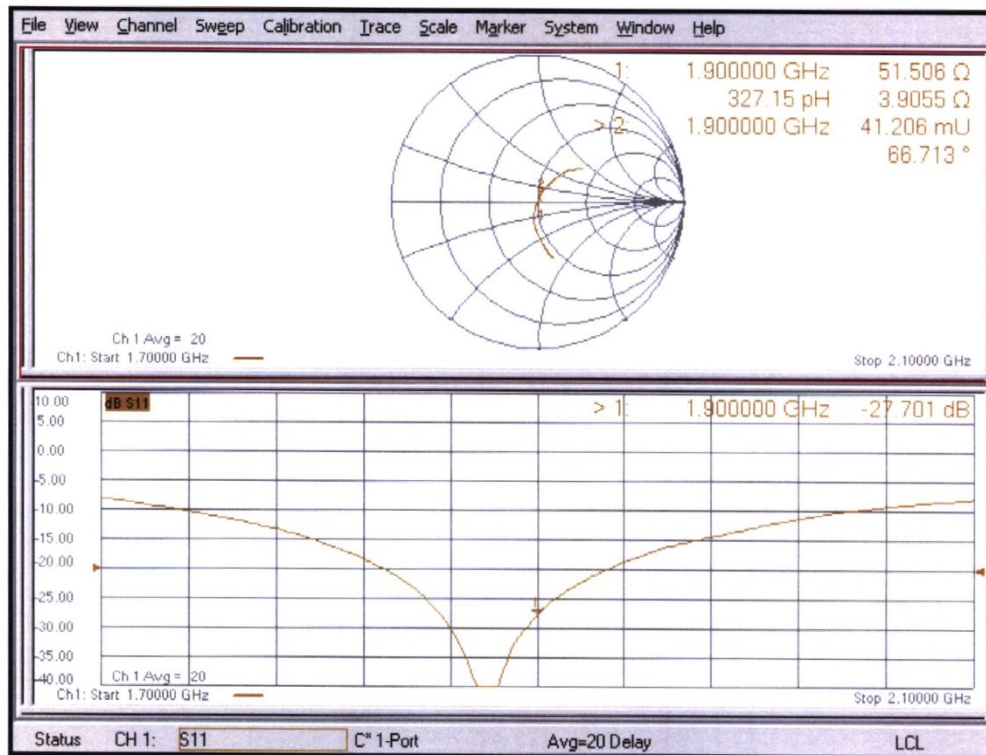 File View Channel Sweep Calibration Trace Scale Marker System Window Help
1: 1.900000 GHz 51.506 Ω
327.15 pH 3.9055 Ω
> 2: 1.900000 GHz 41.206 mU
66.713 °
Ch 1 Avg = 20
Ch1: Start 1.70000 GHz Stop 2.10000 GHz
10.00 dB S11 > 1: 1.900000 GHz -27.701 dB
5.00
0.00
-5.00
-10.00
-15.00
-20.00
-25.00
1
-30.00
-35.00
-40.00 Ch 1 Avg = 20
Ch1: Start 1.70000 GHz Stop 2.10000 GHz
Status CH 1: S11 C* 1-Port Avg=20 Delay LCL